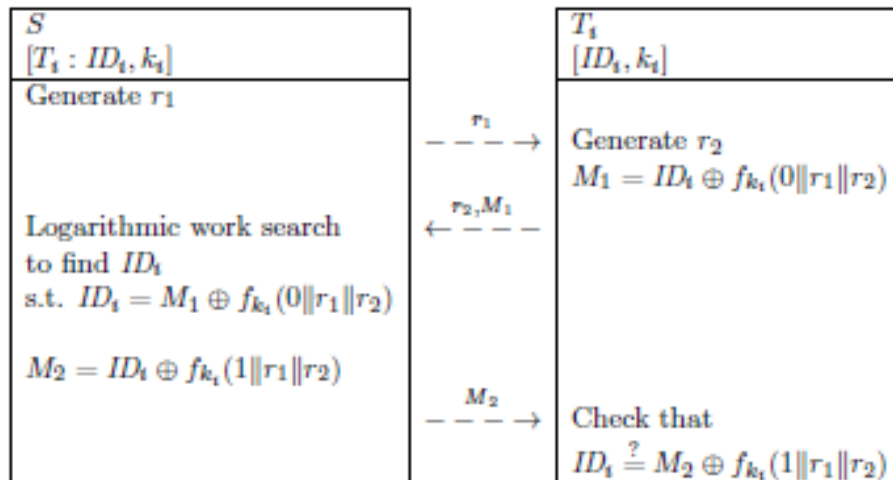 S
[T_i : ID_i, k_i]
Generate r_1
Logarithmic work search
to find ID_i
s.t. ID_i = M_1 ⊕ f_{k_i}(0‖r_1‖r_2)
M_2 = ID_i ⊕ f_{k_i}(1‖r_1‖r_2)
r_1
r_2,M_1
M_2
T_i
[ID_i, k_i]
Generate r_2
M_1 = ID_i ⊕ f_{k_i}(0‖r_1‖r_2)
Check that
ID_i ≟ M_2 ⊕ f_{k_i}(1‖r_1‖r_2)